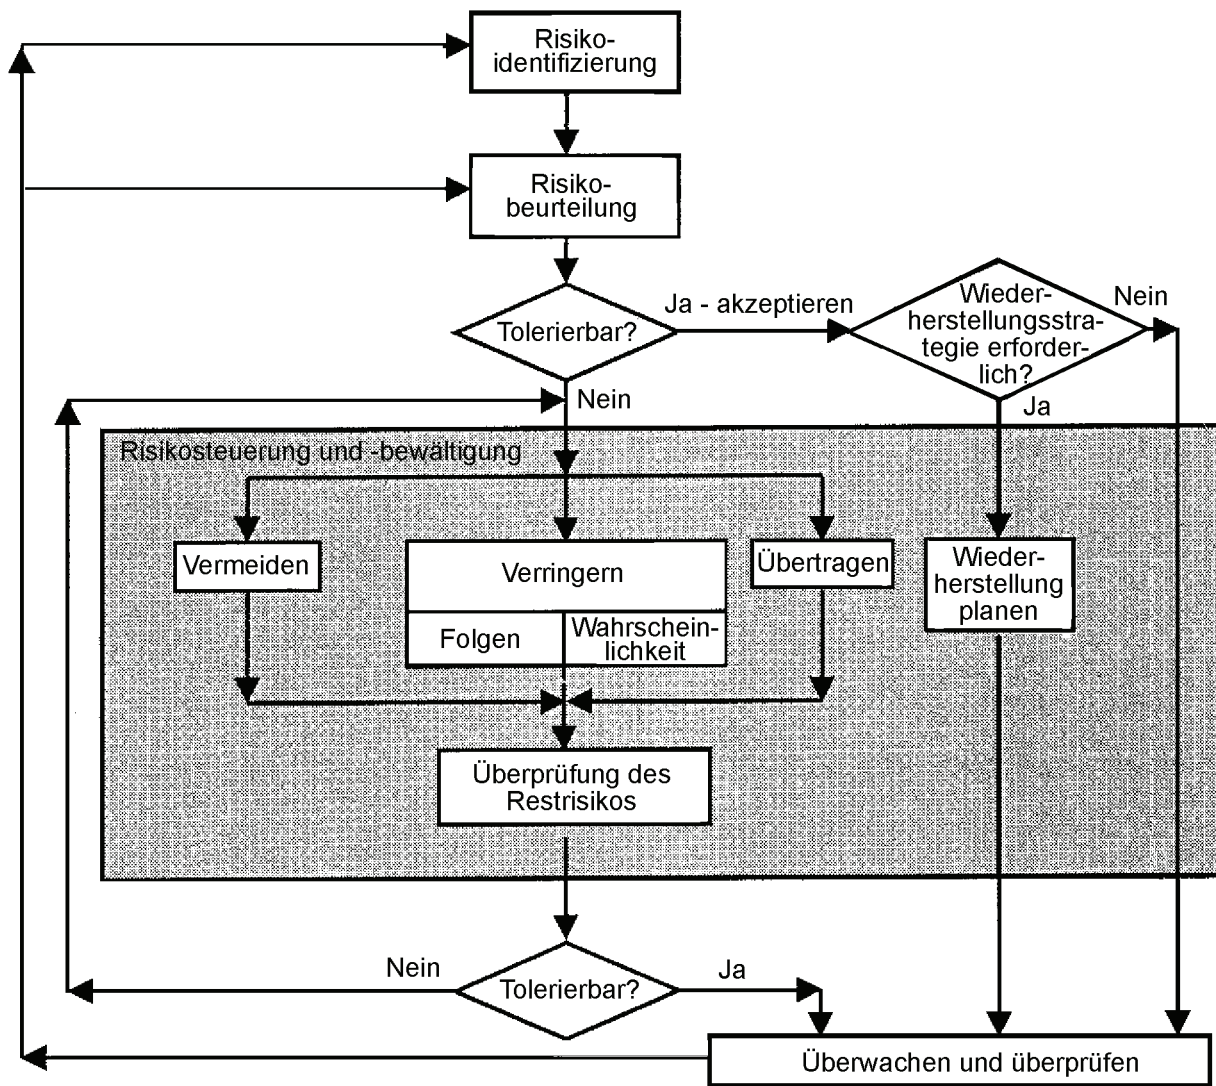 Risiko-
identifizierung
Risiko-
beurteilung
Tolerierbar?
Ja - akzeptieren
Wieder-
herstellungsstra-
tegie erforder-
lich?
Nein
Nein
Ja
Risikosteuerung und -bewältigung
Vermeiden
Verringern
Folgen
Wahrschein-
lichkeit
Übertragen
Wieder-
herstellung
planen
Überprüfung des
Restrisikos
Nein
Tolerierbar?
Ja
Überwachen und überprüfen